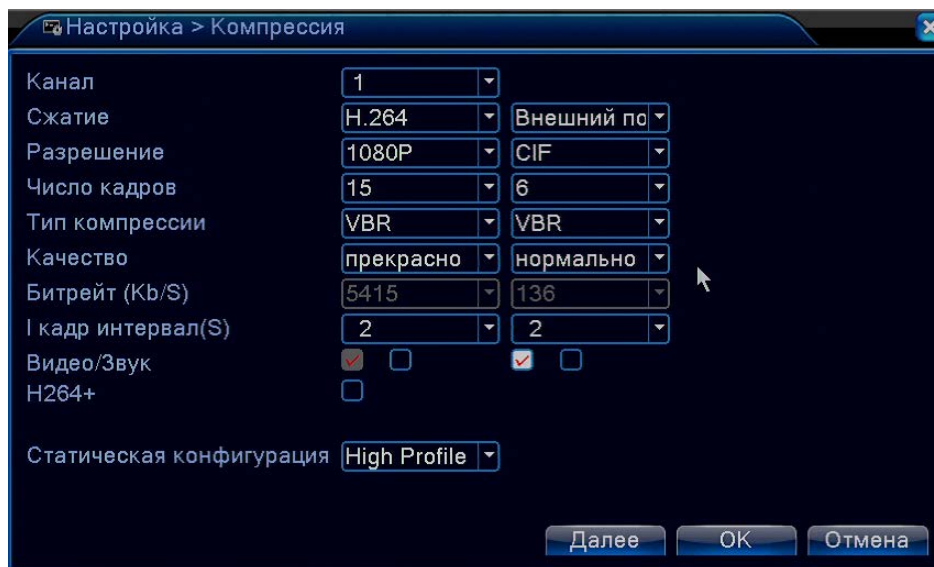 Настройка > Компрессия
Канал 1
Сжатие H.264 Внешний по
Разрешение 1080P CIF
Число кадров 15 6
Тип компрессии VBR VBR
Качество прекрасно нормально
Битрейт (Kb/S) 5415 136
I кадр интервал(S) 2 2
Видео/Звук
H264+
Статическая конфигурация High Profile
Далее OK Отмена